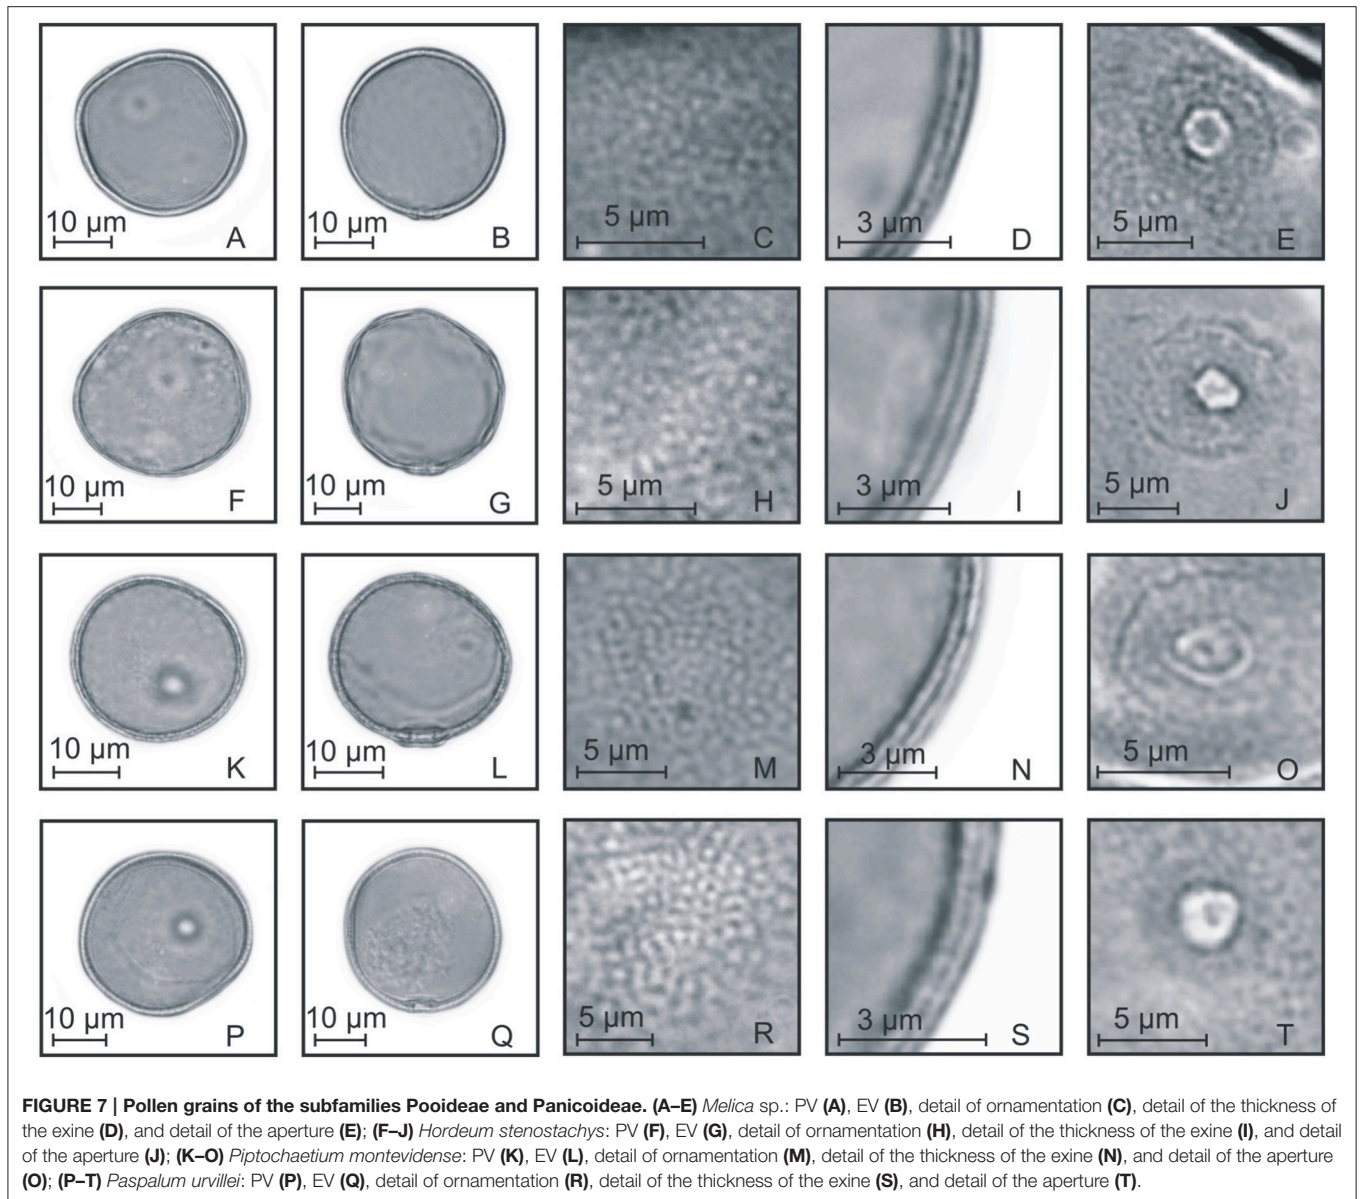 10 µm A
10 µm B
5 µm C
3 µm D
5 µm E
10 µm F
10 µm G
5 µm H
3 µm I
5 µm J
10 µm K
10 µm L
5 µm M
3 µm N
5 µm O
10 µm P
10 µm Q
5 µm R
3 µm S
5 µm T
FIGURE 7 | Pollen grains of the subfamilies Pooideae and Panicoideae. (A–E) Melica sp.: PV (A), EV (B), detail of ornamentation (C), detail of the thickness of
the exine (D), and detail of the aperture (E); (F–J) Hordeum stenostachys: PV (F), EV (G), detail of ornamentation (H), detail of the thickness of the exine (I), and detail
of the aperture (J); (K–O) Piptochaetium montevidense: PV (K), EV (L), detail of ornamentation (M), detail of the thickness of the exine (N), and detail of the aperture
(O); (P–T) Paspalum urvillei: PV (P), EV (Q), detail of ornamentation (R), detail of the thickness of the exine (S), and detail of the aperture (T).